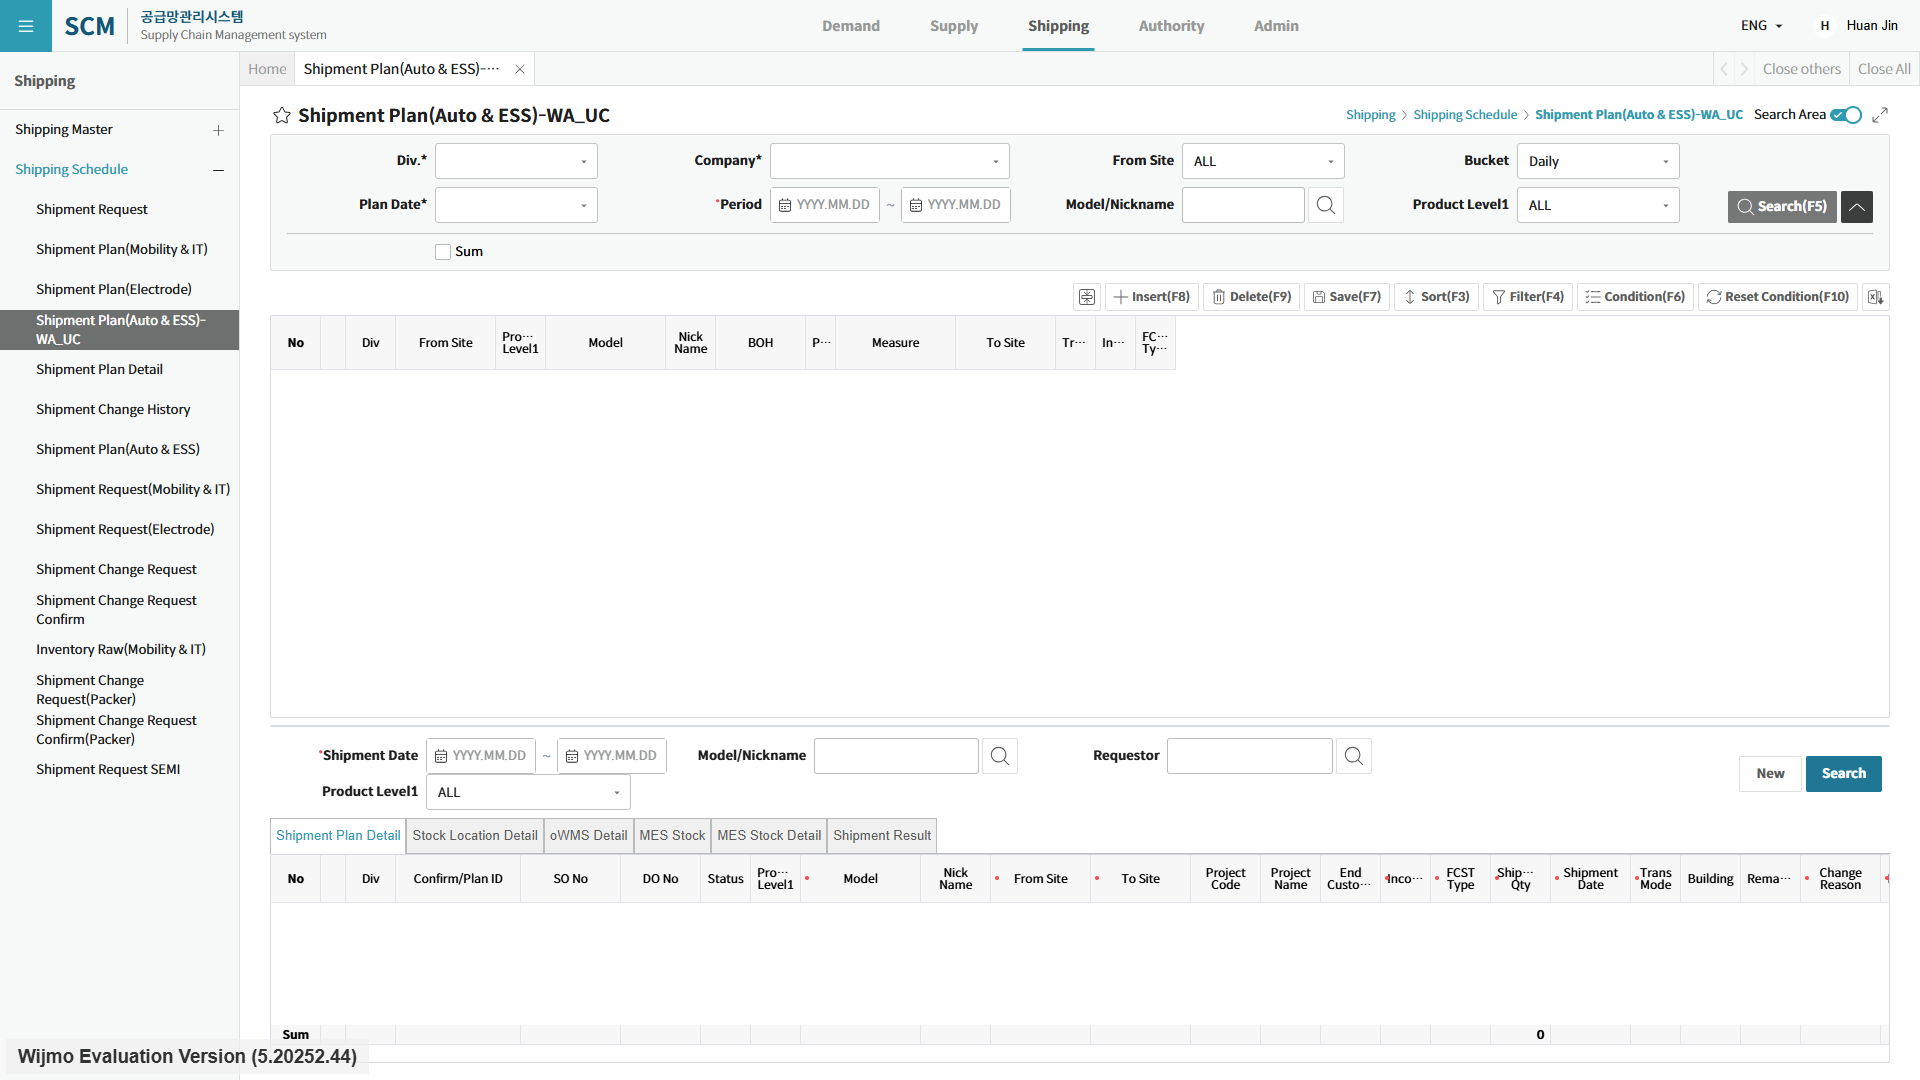 SCM
공급망관리시스템
Supply Chain Management system
Demand
Supply
Shipping
Authority
Admin
ENG
H
Huan Jin
Shipping
Home
Shipment Plan(Auto & ESS)-···
Close others
Close All
Shipping Master
Shipping Schedule
Shipment Request
Shipment Plan(Mobility & IT)
Shipment Plan(Electrode)
Shipment Plan(Auto & ESS)-
WA_UC
Shipment Plan Detail
Shipment Change History
Shipment Plan(Auto & ESS)
Shipment Request(Mobility & IT)
Shipment Request(Electrode)
Shipment Change Request
Shipment Change Request
Confirm
Inventory Raw(Mobility & IT)
Shipment Change
Request(Packer)
Shipment Change Request
Confirm(Packer)
Shipment Request SEMI
Shipment Plan(Auto & ESS)-WA_UC
Shipping > Shipping Schedule > Shipment Plan(Auto & ESS)-WA_UC
Search Area
Div.*
Company*
From Site
ALL
Bucket
Daily
Plan Date*
*Period
YYYY.MM.DD
~
YYYY.MM.DD
Model/Nickname
Product Level1
ALL
Search(F5)
Sum
Insert(F8)
Delete(F9)
Save(F7)
Sort(F3)
Filter(F4)
Condition(F6)
Reset Condition(F10)
No
Div
From Site
Pro···
Level1
Model
Nick
Name
BOH
P···
Measure
To Site
Tr···
In···
FC···
Ty···
*Shipment Date
YYYY.MM.DD
~
YYYY.MM.DD
Model/Nickname
Requestor
Product Level1
ALL
New
Search
Shipment Plan Detail
Stock Location Detail
oWMS Detail
MES Stock
MES Stock Detail
Shipment Result
No
Div
Confirm/Plan ID
SO No
DO No
Status
Pro···
Level1
Model
Nick
Name
From Site
To Site
Project
Code
Project
Name
End
Custo···
Inco···
FCST
Type
Ship···
Qty
Shipment
Date
Trans
Mode
Building
Rema···
Change
Reason
Sum
0
Wijmo Evaluation Version (5.20252.44)